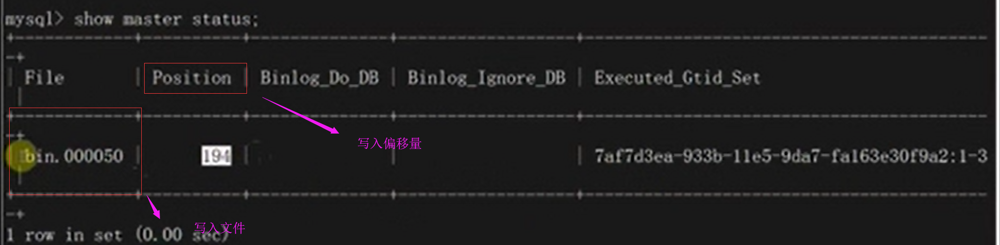 mysql> show master status;
+----------------+-------------+------------------+-----------------------+--------------------------------------------------
-+
| File | Position | Binlog_Do_DB | Binlog_Ignore_DB | Executed_Gtid_Set
|
+----------------+-------------+------------------+-----------------------+--------------------------------------------------
-+
写入偏移量
| bin.000050 | 194 | | | 7af7d3ea-933b-11e5-9da7-fa163e30f9a2:1-3
|
+----------------+-------------+------------------+-----------------------+--------------------------------------------------
-+
写入文件
1 row in set (0.00 sec)